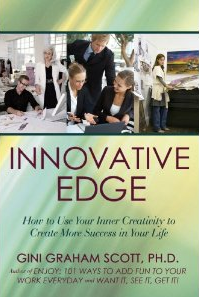 INNOVATIVE
EDGE
How to Use Your Inner Creativity to
Create More Success in Your Life
GINI GRAHAM SCOTT, PH.D.
Author of ENJOY: 101 WAYS TO ADD FUN TO YOUR
WORK EVERYDAY and WANT IT, SEE IT, GET IT!